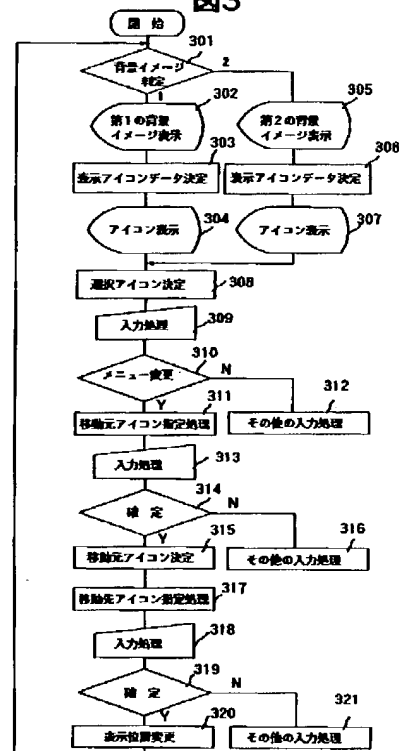 図3
開 始
301
背景イメージ
判定
2
1
302
305
第1の背景
イメージ表示
第2の背景
イメージ表示
303
306
表示アイコンデータ決定
表示アイコンデータ決定
304
307
アイコン表示
アイコン表示
選択アイコン決定
308
入力処理
309
310
メニュー変更
N
Y
311
312
移動元アイコン指定処理
その他の入力処理
入力処理
313
314
確 定
N
Y
315
316
移動元アイコン決定
その他の入力処理
移動先アイコン指定処理
317
入力処理
318
319
確 定
N
Y
320
321
表示位置変更
その他の入力処理